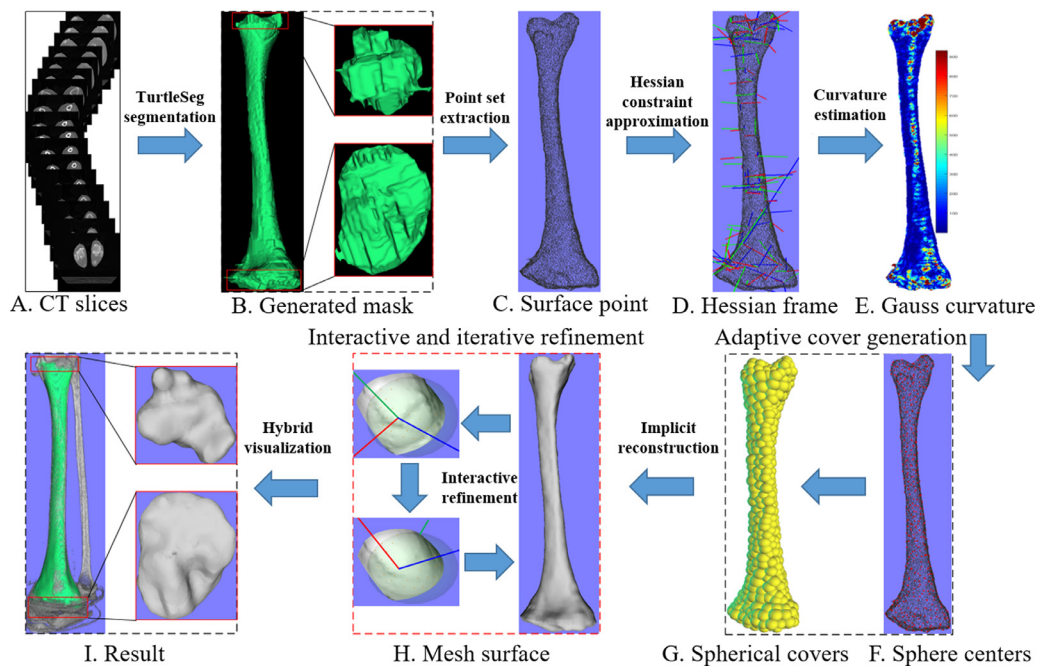 TurtleSeg
segmentation
Point set
extraction
Hessian
constraint
approximation
Curvature
estimation
A. CT slices
B. Generated mask
C. Surface point
D. Hessian frame
E. Gauss curvature
Interactive and iterative refinement
Adaptive cover generation
Hybrid
visualization
Interactive
refinement
Implicit
reconstruction
I. Result
H. Mesh surface
G. Spherical covers
F. Sphere centers